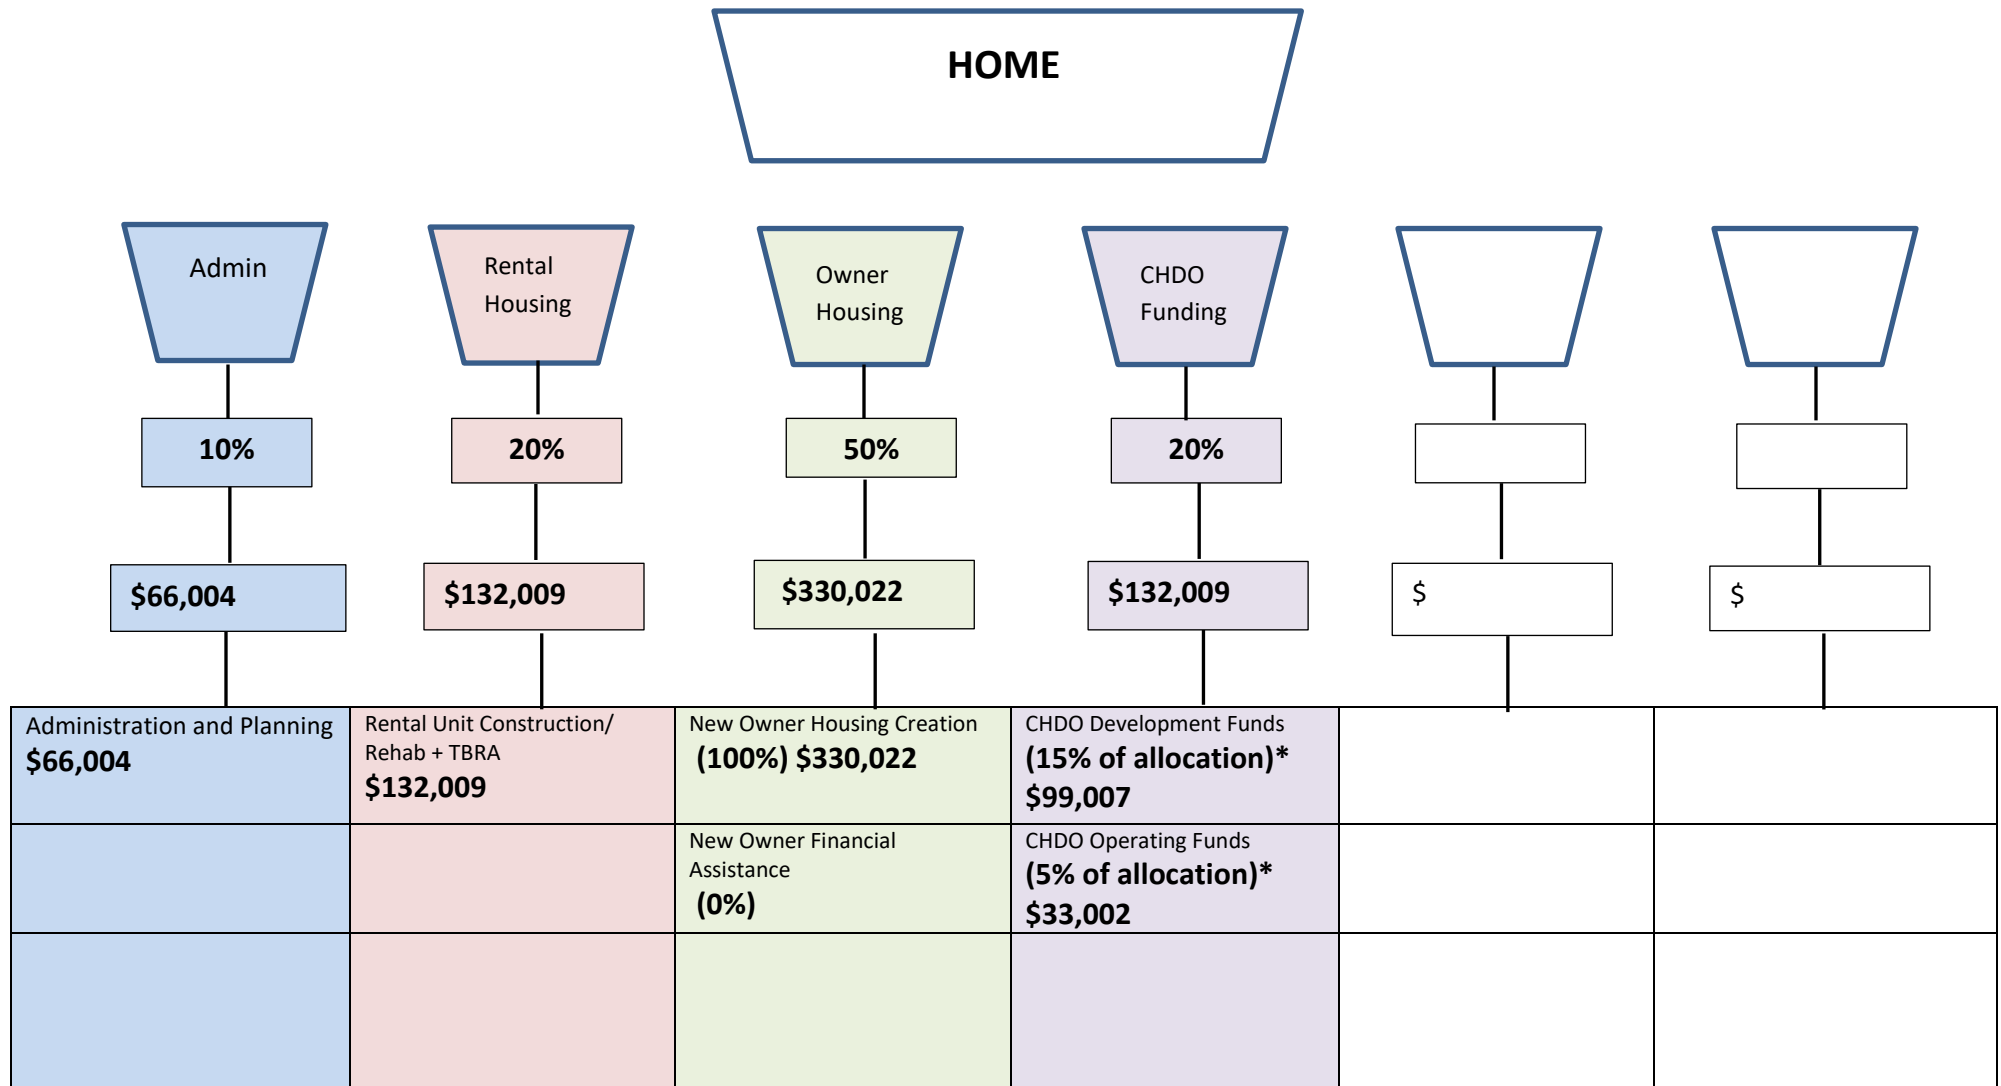 HOME
Admin
Rental
Housing
Owner
Housing
CHDO
Funding
10%
20%
50%
20%
$66,004
$132,009
$330,022
$132,009
$
$
Administration and Planning
$66,004
Rental Unit Construction/
Rehab + TBRA
$132,009
New Owner Housing Creation
(100%) $330,022
CHDO Development Funds
(15% of allocation)*
$99,007
New Owner Financial
Assistance
(0%)
CHDO Operating Funds
(5% of allocation)*
$33,002